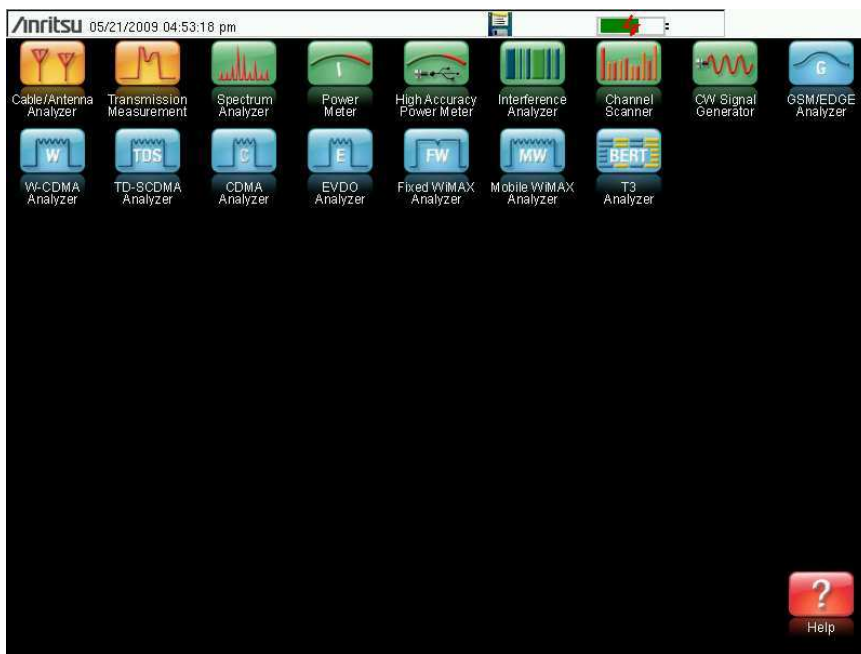 Anritsu 05/21/2009 04:53:18 pm
Cable/Antenna Analyzer
Transmission Measurement
Spectrum Analyzer
I
Power Meter
High Accuracy Power Meter
Interference Analyzer
Channel Scanner
CW Signal Generator
G
GSM/EDGE Analyzer
W
W-CDMA Analyzer
TDS
TD-SCDMA Analyzer
C
CDMA Analyzer
E
EVDO Analyzer
FW
Fixed WiMAX Analyzer
MW
Mobile WiMAX Analyzer
BERT
T3 Analyzer
?
Help